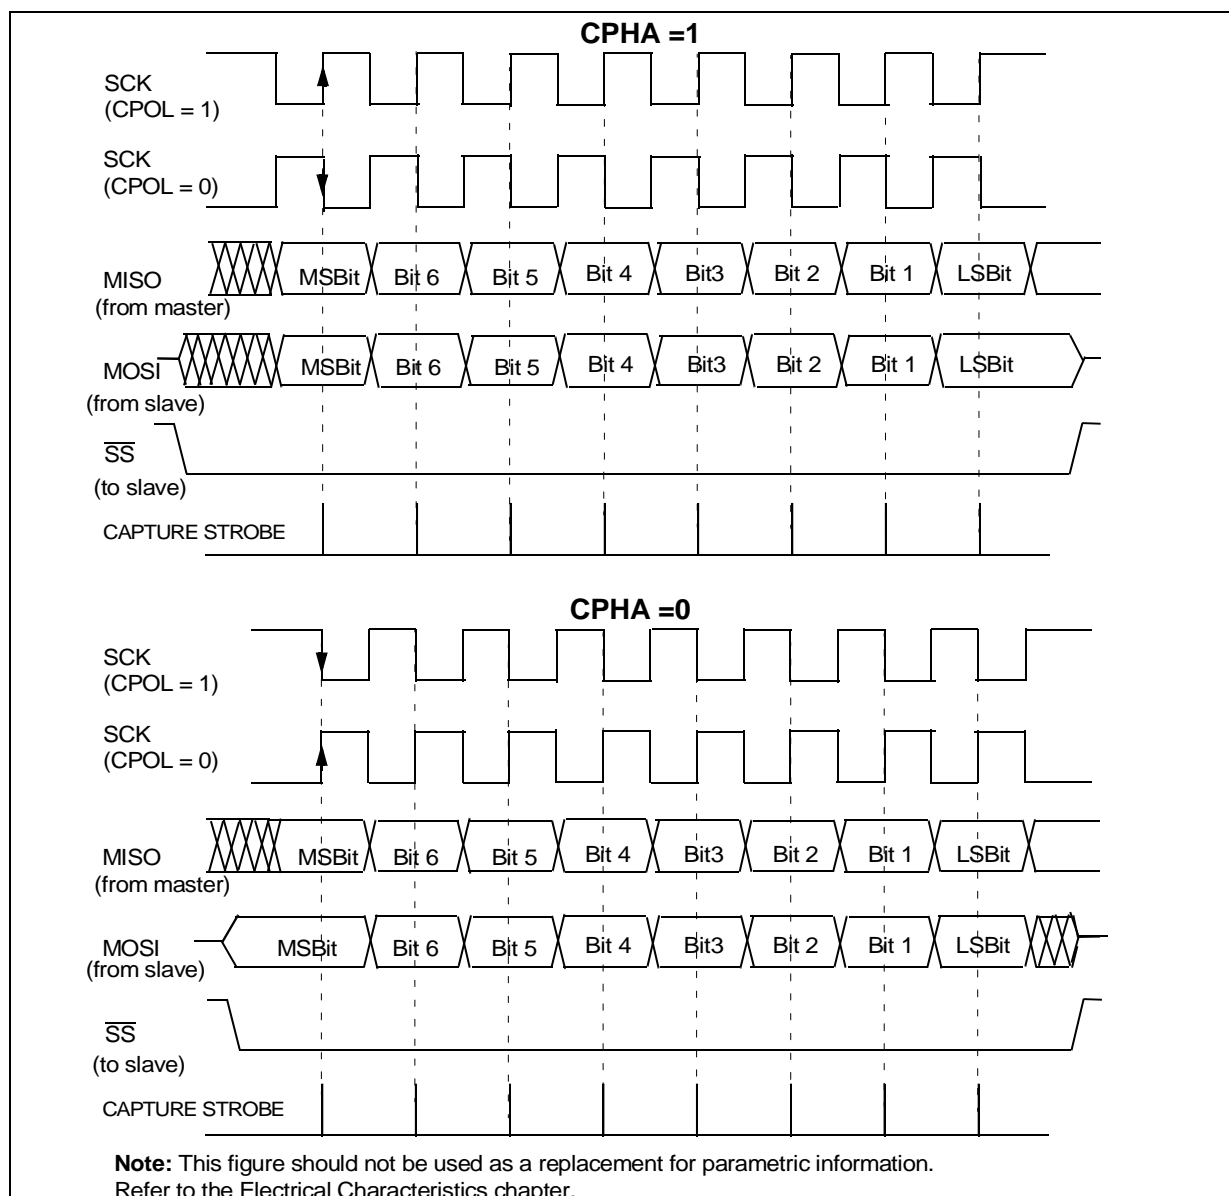 CPHA =1
SCK
(CPOL = 1)
SCK
(CPOL = 0)
MISO
(from master)
MSBit Bit 6 Bit 5 Bit 4 Bit3 Bit 2 Bit 1 LSBit
MOSI
(from slave)
MSBit Bit 6 Bit 5 Bit 4 Bit3 Bit 2 Bit 1 LSBit
SS
(to slave)
CAPTURE STROBE
CPHA =0
SCK
(CPOL = 1)
SCK
(CPOL = 0)
MISO
(from master)
MSBit Bit 6 Bit 5 Bit 4 Bit3 Bit 2 Bit 1 LSBit
MOSI
(from slave)
MSBit Bit 6 Bit 5 Bit 4 Bit3 Bit 2 Bit 1 LSBit
SS
(to slave)
CAPTURE STROBE
Note: This figure should not be used as a replacement for parametric information.
Refer to the Electrical Characteristics chapter.